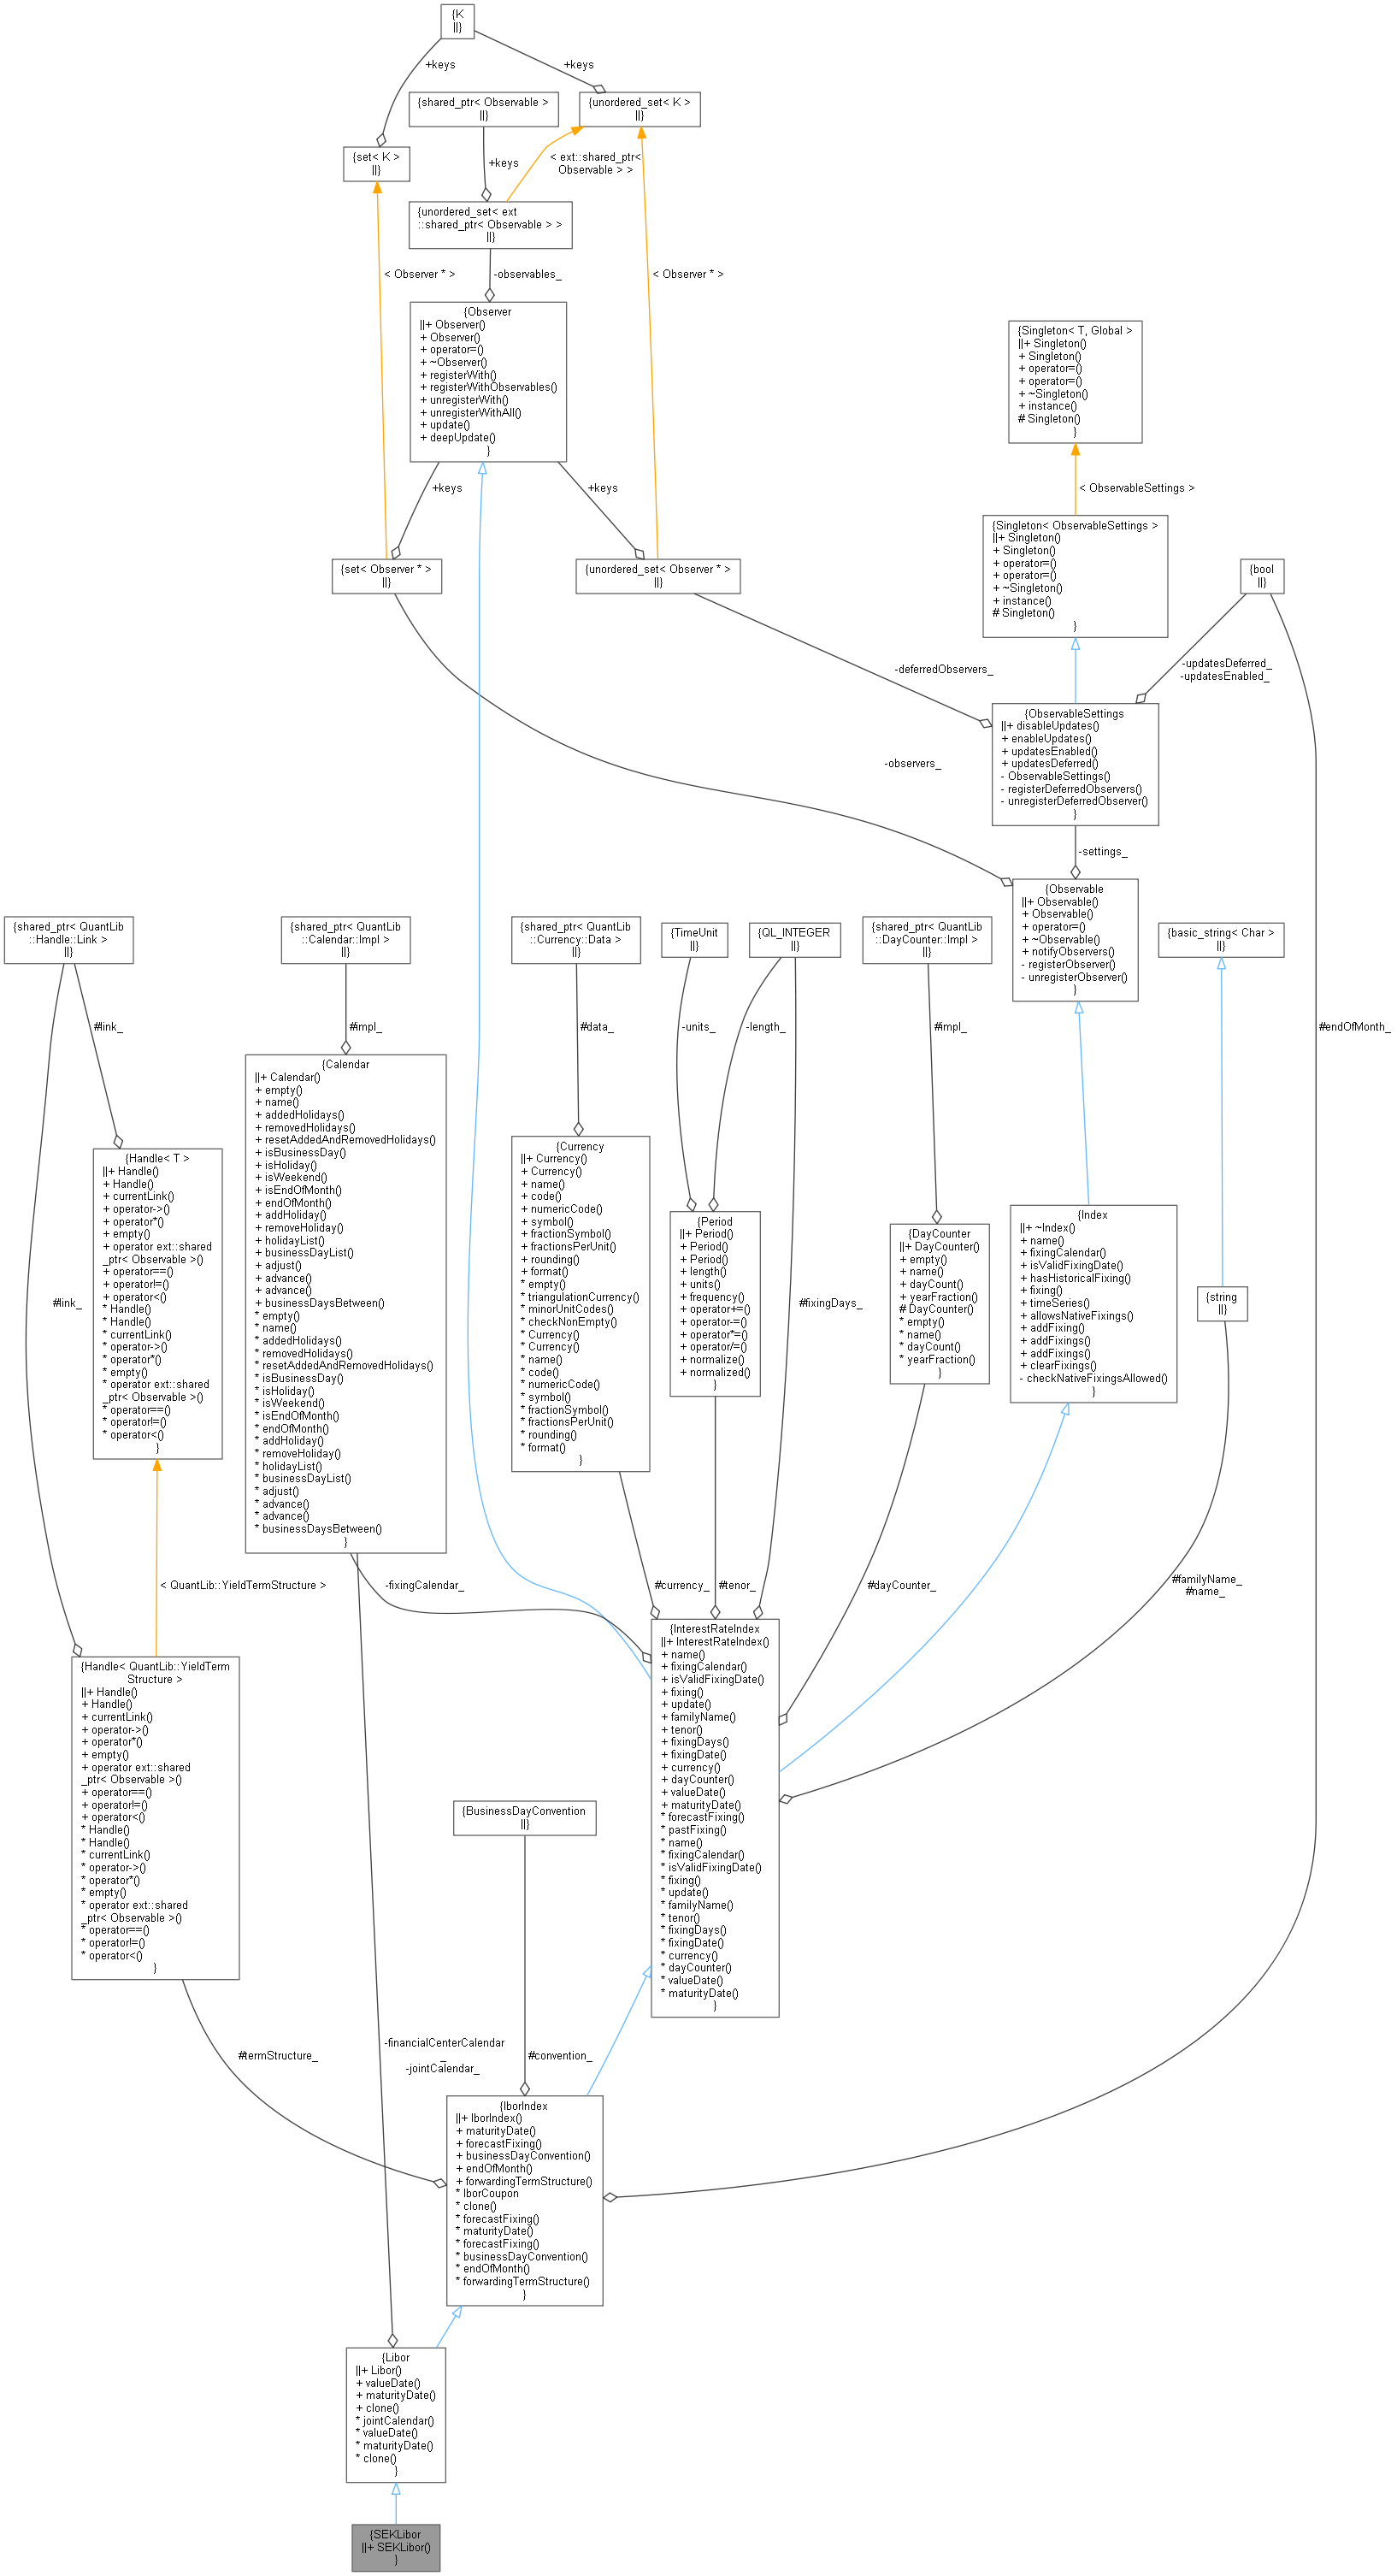 {K
||}
+keys
+keys
{shared_ptr< Observable >
||}
{unordered_set< K >
||}
{set< K >
||}
+keys
< ext::shared_ptr<
Observable > >
{unordered_set< ext
::shared_ptr< Observable > >
||}
< Observer * >
-observables_
< Observer * >
{Observer
||+ Observer()
+ Observer()
+ operator=()
+ ~Observer()
+ registerWith()
+ registerWithObservables()
+ unregisterWith()
+ unregisterWithAll()
+ update()
+ deepUpdate()
}
{Singleton< T, Global >
||+ Singleton()
+ Singleton()
+ operator=()
+ operator=()
+ ~Singleton()
+ instance()
# Singleton()
}
+keys
+keys
< ObservableSettings >
{Singleton< ObservableSettings >
||+ Singleton()
+ Singleton()
+ operator=()
+ operator=()
+ ~Singleton()
+ instance()
# Singleton()
}
{set< Observer * >
||}
{unordered_set< Observer * >
||}
{bool
||}
-deferredObservers_
-updatesDeferred_
-updatesEnabled_
{ObservableSettings
||+ disableUpdates()
+ enableUpdates()
+ updatesEnabled()
+ updatesDeferred()
- ObservableSettings()
- registerDeferredObservers()
- unregisterDeferredObserver()
}
-observers_
-settings_
{Observable
||+ Observable()
+ Observable()
+ operator=()
+ ~Observable()
+ notifyObservers()
- registerObserver()
- unregisterObserver()
}
{shared_ptr< QuantLib
::Handle::Link >
||}
{shared_ptr< QuantLib
::Calendar::Impl >
||}
{shared_ptr< QuantLib
::Currency::Data >
||}
{TimeUnit
||}
{QL_INTEGER
||}
{shared_ptr< QuantLib
::DayCounter::Impl >
||}
{basic_string< Char >
||}
#link_
#impl_
#data_
-units_
-length_
#impl_
#endOfMonth_
{Handle< T >
||+ Handle()
+ Handle()
+ currentLink()
+ operator->()
+ operator*()
+ empty()
+ operator ext::shared
_ptr< Observable >()
+ operator==()
+ operator!=()
+ operator<()
* Handle()
* Handle()
* currentLink()
* operator->()
* operator*()
* empty()
* operator ext::shared
_ptr< Observable >()
* operator==()
* operator!=()
* operator<()
}
{Calendar
||+ Calendar()
+ empty()
+ name()
+ addedHolidays()
+ removedHolidays()
+ resetAddedAndRemovedHolidays()
+ isBusinessDay()
+ isHoliday()
+ isWeekend()
+ isEndOfMonth()
+ endOfMonth()
+ addHoliday()
+ removeHoliday()
+ holidayList()
+ businessDayList()
+ adjust()
+ advance()
+ advance()
+ businessDaysBetween()
* empty()
* name()
* addedHolidays()
* removedHolidays()
* resetAddedAndRemovedHolidays()
* isBusinessDay()
* isHoliday()
* isWeekend()
* isEndOfMonth()
* endOfMonth()
* addHoliday()
* removeHoliday()
* holidayList()
* businessDayList()
* adjust()
* advance()
* advance()
* businessDaysBetween()
}
{Currency
||+ Currency()
+ Currency()
+ name()
+ code()
+ numericCode()
+ symbol()
+ fractionSymbol()
+ fractionsPerUnit()
+ rounding()
+ format()
* empty()
* triangulationCurrency()
* minorUnitCodes()
* checkNonEmpty()
* Currency()
* Currency()
* name()
* code()
* numericCode()
* symbol()
* fractionSymbol()
* fractionsPerUnit()
* rounding()
* format()
}
{Period
||+ Period()
+ Period()
+ Period()
+ length()
+ units()
+ frequency()
+ operator+=()
+ operator-=()
+ operator*=()
+ operator/=()
+ normalize()
+ normalized()
}
{DayCounter
||+ DayCounter()
+ empty()
+ name()
+ dayCount()
+ yearFraction()
# DayCounter()
* empty()
* name()
* dayCount()
* yearFraction()
}
{Index
||+ ~Index()
+ name()
+ fixingCalendar()
+ isValidFixingDate()
+ hasHistoricalFixing()
+ fixing()
+ timeSeries()
+ allowsNativeFixings()
+ addFixing()
+ addFixings()
+ addFixings()
+ clearFixings()
- checkNativeFixingsAllowed()
}
{string
||}
#link_
#fixingDays_
< QuantLib::YieldTermStructure >
-fixingCalendar_
#currency_
#tenor_
#dayCounter_
#familyName_
#name_
{Handle< QuantLib::YieldTerm
Structure >
||+ Handle()
+ Handle()
+ currentLink()
+ operator->()
+ operator*()
+ empty()
+ operator ext::shared
_ptr< Observable >()
+ operator==()
+ operator!=()
+ operator<()
* Handle()
* Handle()
* currentLink()
* operator->()
* operator*()
* empty()
* operator ext::shared
_ptr< Observable >()
* operator==()
* operator!=()
* operator<()
}
{InterestRateIndex
||+ InterestRateIndex()
+ name()
+ fixingCalendar()
+ isValidFixingDate()
+ fixing()
+ update()
+ familyName()
+ tenor()
+ fixingDays()
+ fixingDate()
+ currency()
+ dayCounter()
+ valueDate()
+ maturityDate()
* forecastFixing()
* pastFixing()
* name()
* fixingCalendar()
* isValidFixingDate()
* fixing()
* update()
* familyName()
* tenor()
* fixingDays()
* fixingDate()
* currency()
* dayCounter()
* valueDate()
* maturityDate()
}
{BusinessDayConvention
||}
#termStructure_
-financialCenterCalendar
_
-jointCalendar_
#convention_
{IborIndex
||+ IborIndex()
+ maturityDate()
+ forecastFixing()
+ businessDayConvention()
+ endOfMonth()
+ forwardingTermStructure()
* IborCoupon
* clone()
* forecastFixing()
* maturityDate()
* forecastFixing()
* businessDayConvention()
* endOfMonth()
* forwardingTermStructure()
}
{Libor
||+ Libor()
+ valueDate()
+ maturityDate()
+ clone()
* jointCalendar()
* valueDate()
* maturityDate()
* clone()
}
{SEKLibor
||+ SEKLibor()
}